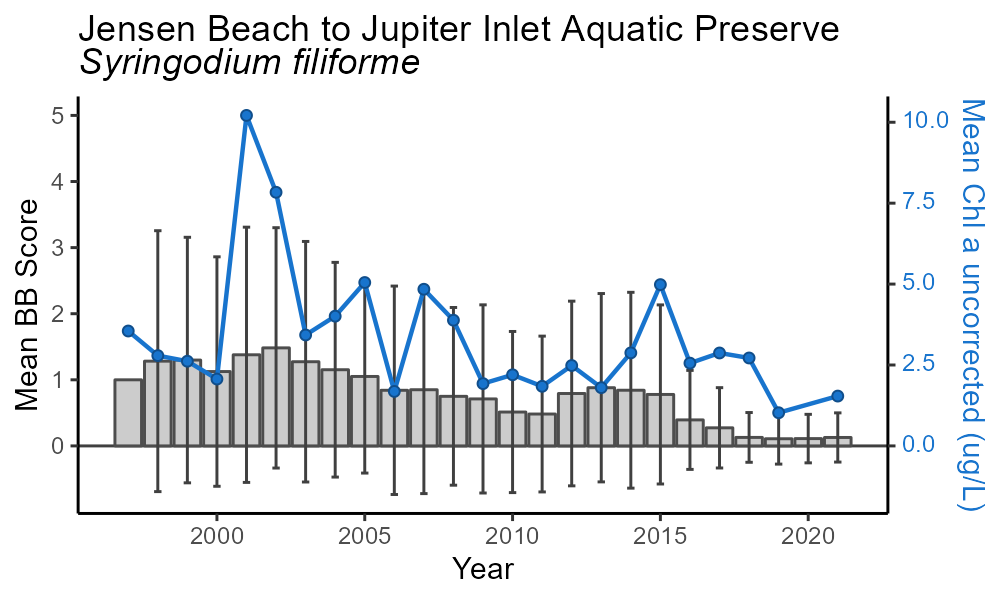 Jensen Beach to Jupiter Inlet Aquatic Preserve
Syringodium filiforme
5
4
3
2
1
0
Mean BB Score
10.0
7.5
5.0
2.5
0.0
Mean Chl a uncorrected (ug/L)
2000 2005 2010 2015 2020
Year